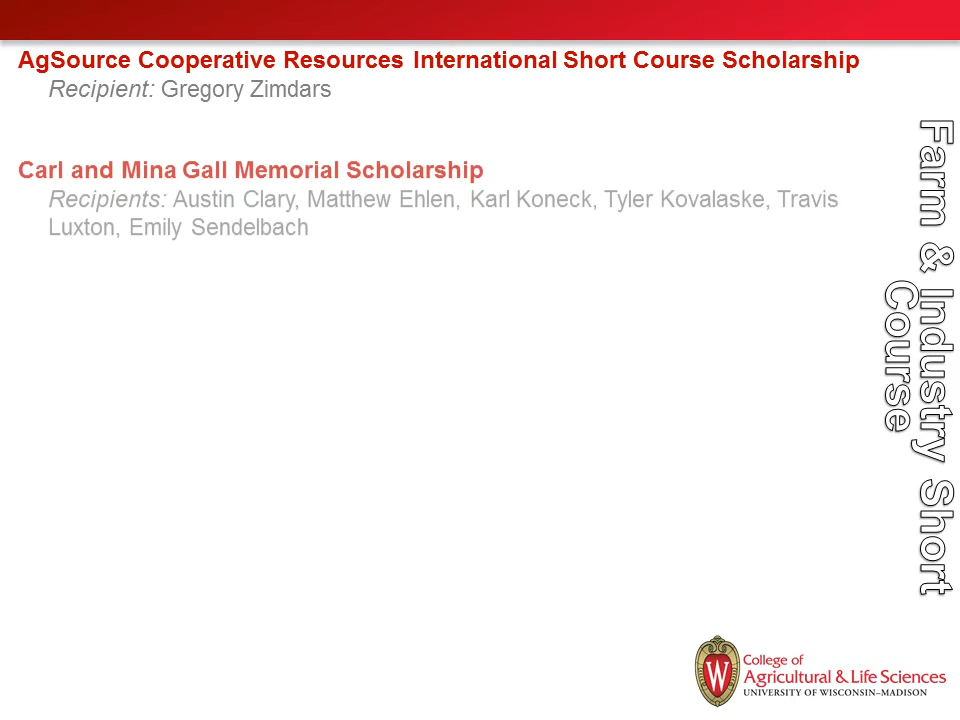 AgSource Cooperative Resources International Short Course Scholarship
Recipient: Gregory Zimdars
Carl and Mina Gall Memorial Scholarship
Recipients: Austin Clary, Matthew Ehlen, Karl Koneck, Tyler Kovalaske, Travis
Luxton, Emily Sendelbach
Farm & Industry Short
Course
W
College of
Agricultural & Life Sciences
UNIVERSITY OF WISCONSIN–MADISON